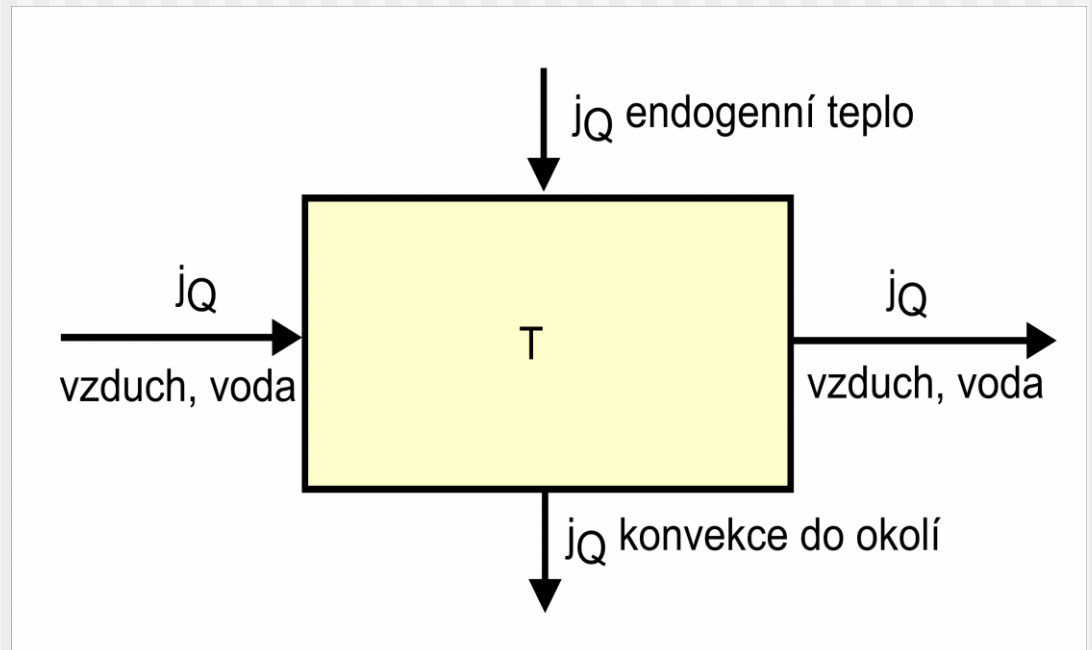 jQ endogenní teplo
jQ
vzduch, voda
T
jQ
vzduch, voda
jQ konvekce do okolí